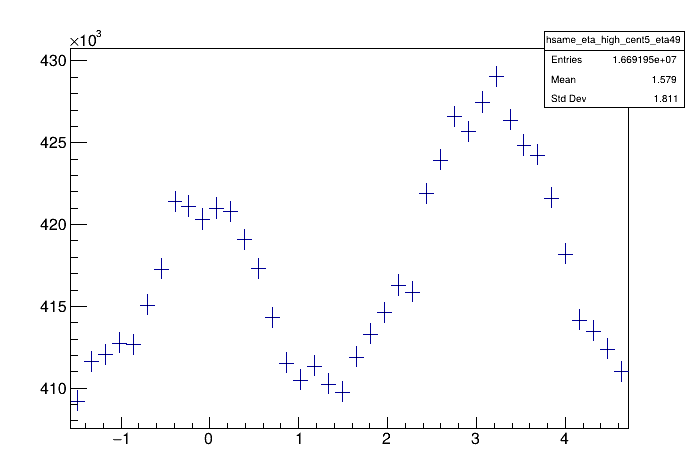 ×10³
hsame_eta_high_cent5_eta49
Entries 1.669195e+07
Mean 1.579
Std Dev 1.811
430
425
420
415
410
−1 0 1 2 3 4